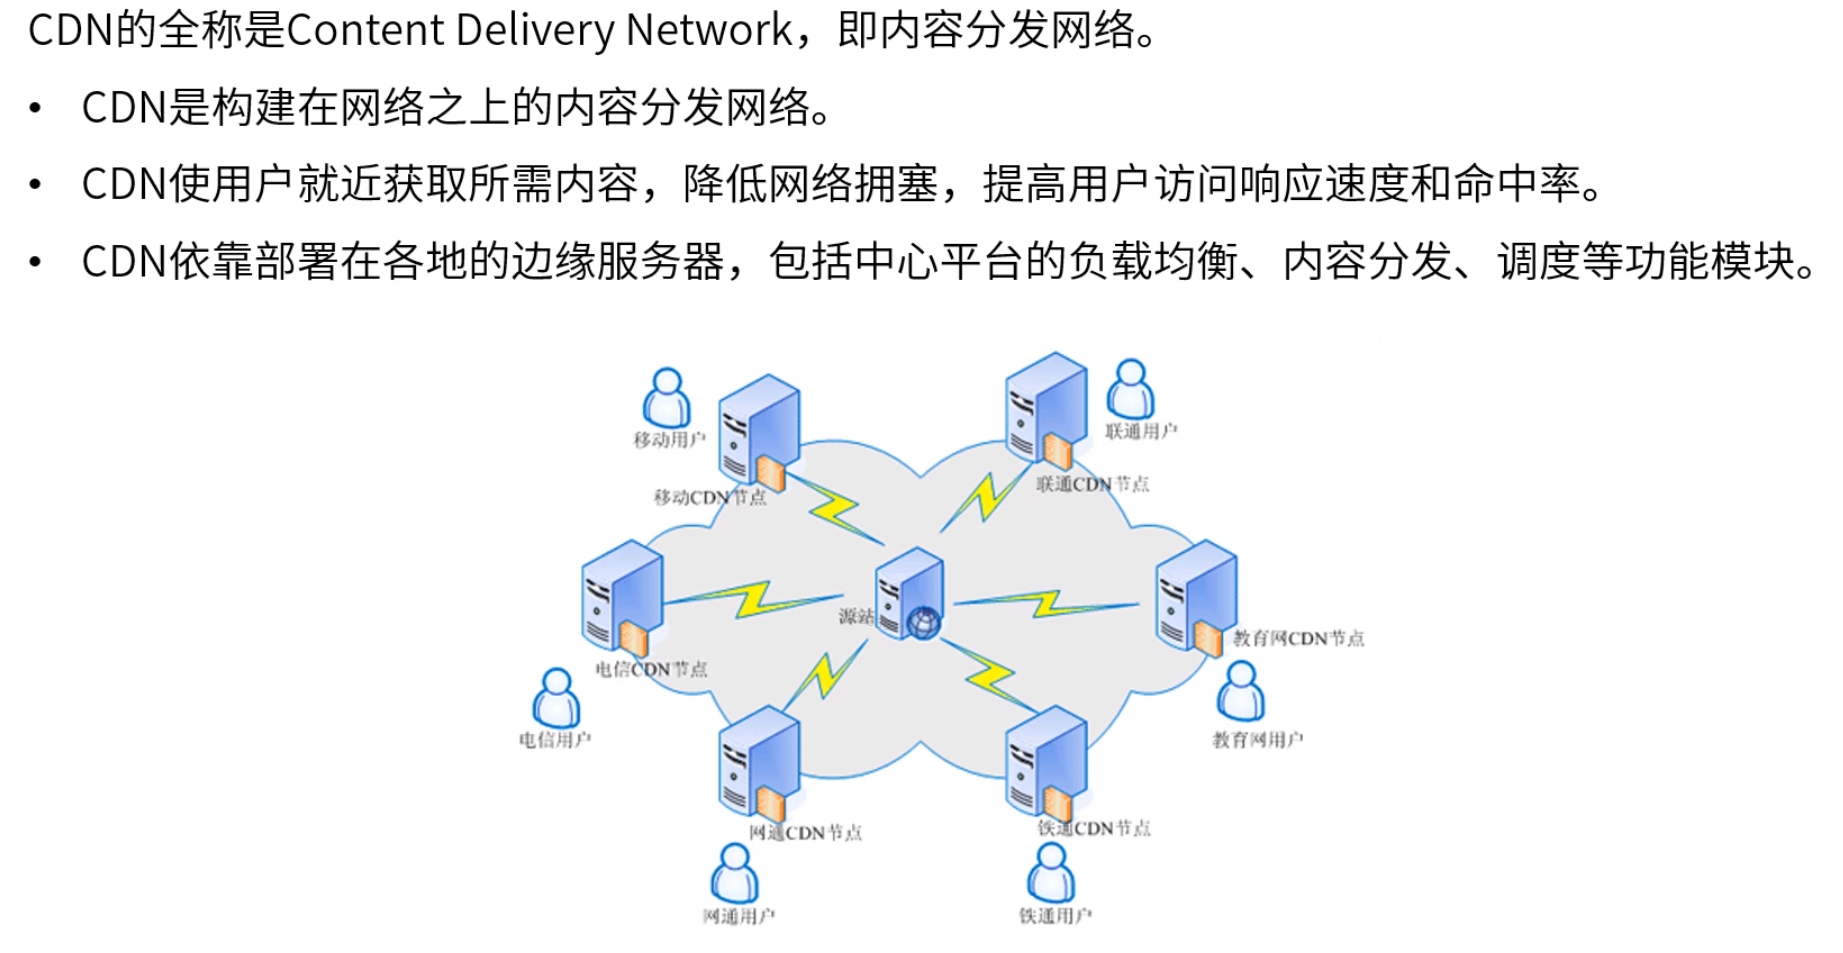 CDN的全称是Content Delivery Network，即内容分发网络。
• CDN是构建在网络之上的内容分发网络。
• CDN使用户就近获取所需内容，降低网络拥塞，提高用户访问响应速度和命中率。
• CDN依靠部署在各地的边缘服务器，包括中心平台的负载均衡、内容分发、调度等功能模块。
移动用户
联通用户
移动CDN节点
联通CDN节点
源站
教育网CDN节点
电信CDN节点
电信用户
教育网用户
网通CDN节点
铁通CDN节点
网通用户
铁通用户